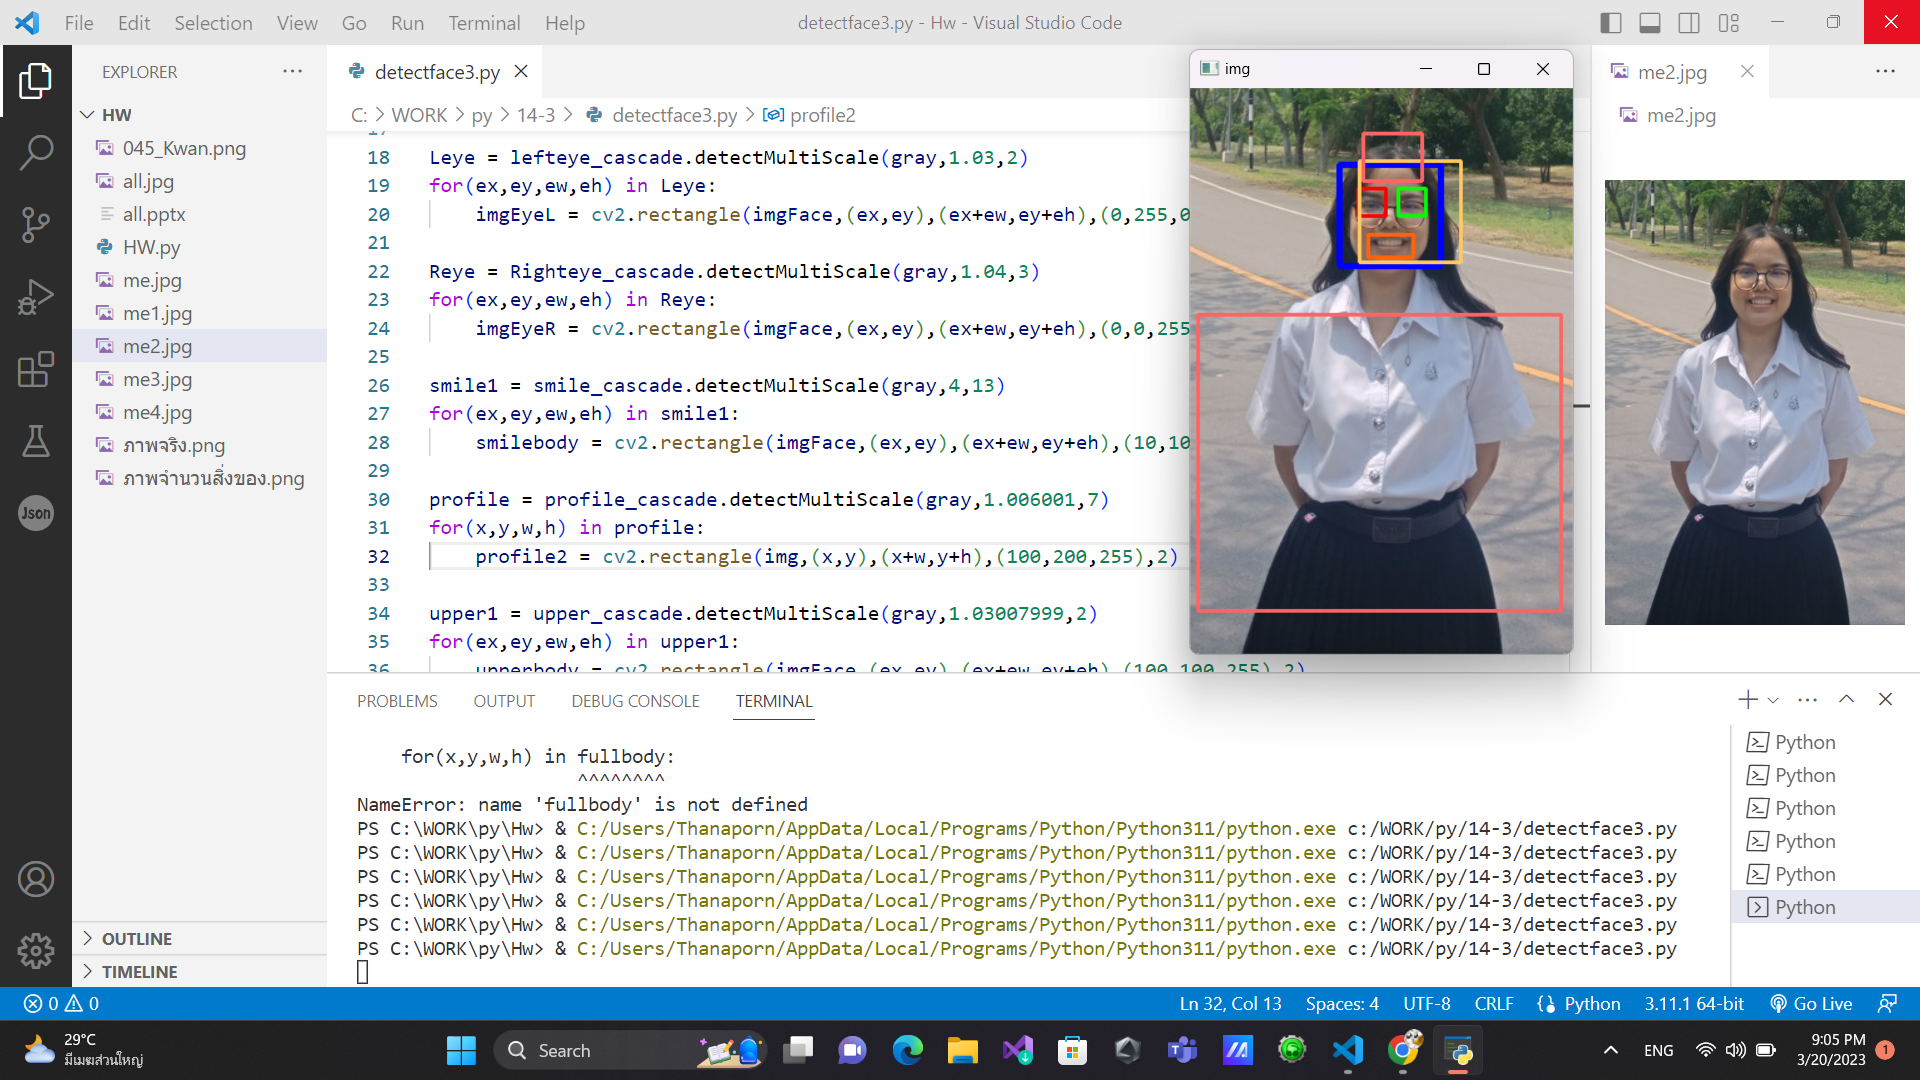 File Edit Selection View Go Run Terminal Help
detectface3.py - Hw - Visual Studio Code
EXPLORER
HW
045_Kwan.png
all.jpg
all.pptx
HW.py
me.jpg
me1.jpg
me2.jpg
me3.jpg
me4.jpg
ภาพจริง.png
ภาพจำนวนสิ่งของ.png
OUTLINE
TIMELINE
Json
detectface3.py
C: > WORK > py > 14-3 > detectface3.py > profile2
17
18 Leye = lefteye_cascade.detectMultiScale(gray,1.03,2)
19 for(ex,ey,ew,eh) in Leye:
20 imgEyeL = cv2.rectangle(imgFace,(ex,ey),(ex+ew,ey+eh),(0,255,0
21
22 Reye = Righteye_cascade.detectMultiScale(gray,1.04,3)
23 for(ex,ey,ew,eh) in Reye:
24 imgEyeR = cv2.rectangle(imgFace,(ex,ey),(ex+ew,ey+eh),(0,0,255
25
26 smile1 = smile_cascade.detectMultiScale(gray,4,13)
27 for(ex,ey,ew,eh) in smile1:
28 smilebody = cv2.rectangle(imgFace,(ex,ey),(ex+ew,ey+eh),(10,10
29
30 profile = profile_cascade.detectMultiScale(gray,1.006001,7)
31 for(x,y,w,h) in profile:
32 profile2 = cv2.rectangle(img,(x,y),(x+w,y+h),(100,200,255),2)
33
34 upper1 = upper_cascade.detectMultiScale(gray,1.03007999,2)
35 for(ex,ey,ew,eh) in upper1:
36 upperbody = cv2.rectangle(imgFace,(ex,ey),(ex+ew,ey+eh),(100,100,255),2)
img
me2.jpg
me2.jpg
PROBLEMS OUTPUT DEBUG CONSOLE TERMINAL
for(x,y,w,h) in fullbody:
^^^^^^^^
NameError: name 'fullbody' is not defined
PS C:\WORK\py\Hw> & C:/Users/Thanaporn/AppData/Local/Programs/Python/Python311/python.exe c:/WORK/py/14-3/detectface3.py
PS C:\WORK\py\Hw> & C:/Users/Thanaporn/AppData/Local/Programs/Python/Python311/python.exe c:/WORK/py/14-3/detectface3.py
PS C:\WORK\py\Hw> & C:/Users/Thanaporn/AppData/Local/Programs/Python/Python311/python.exe c:/WORK/py/14-3/detectface3.py
PS C:\WORK\py\Hw> & C:/Users/Thanaporn/AppData/Local/Programs/Python/Python311/python.exe c:/WORK/py/14-3/detectface3.py
PS C:\WORK\py\Hw> & C:/Users/Thanaporn/AppData/Local/Programs/Python/Python311/python.exe c:/WORK/py/14-3/detectface3.py
PS C:\WORK\py\Hw> & C:/Users/Thanaporn/AppData/Local/Programs/Python/Python311/python.exe c:/WORK/py/14-3/detectface3.py
Python
Python
Python
Python
Python
Python
0 0
Ln 32, Col 13 Spaces: 4 UTF-8 CRLF Python 3.11.1 64-bit Go Live
29°C
มีเมฆส่วนใหญ่
Search
ENG
9:05 PM
3/20/2023
1